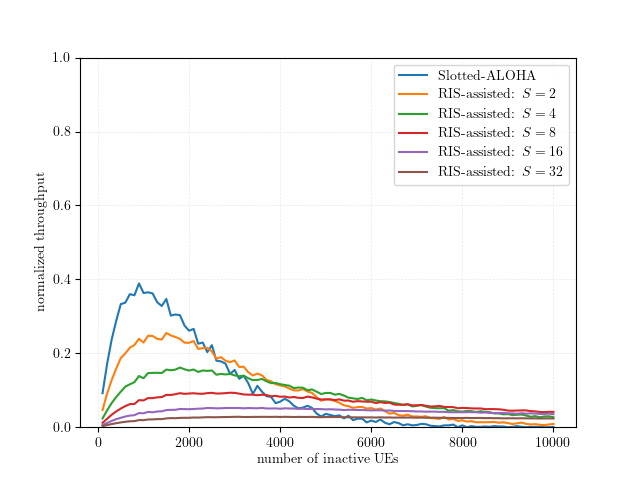 1.0
0.8
0.6
0.4
0.2
0.0
normalized throughput
Slotted-ALOHA
RIS-assisted: S = 2
RIS-assisted: S = 4
RIS-assisted: S = 8
RIS-assisted: S = 16
RIS-assisted: S = 32
0 2000 4000 6000 8000 10000
number of inactive UEs